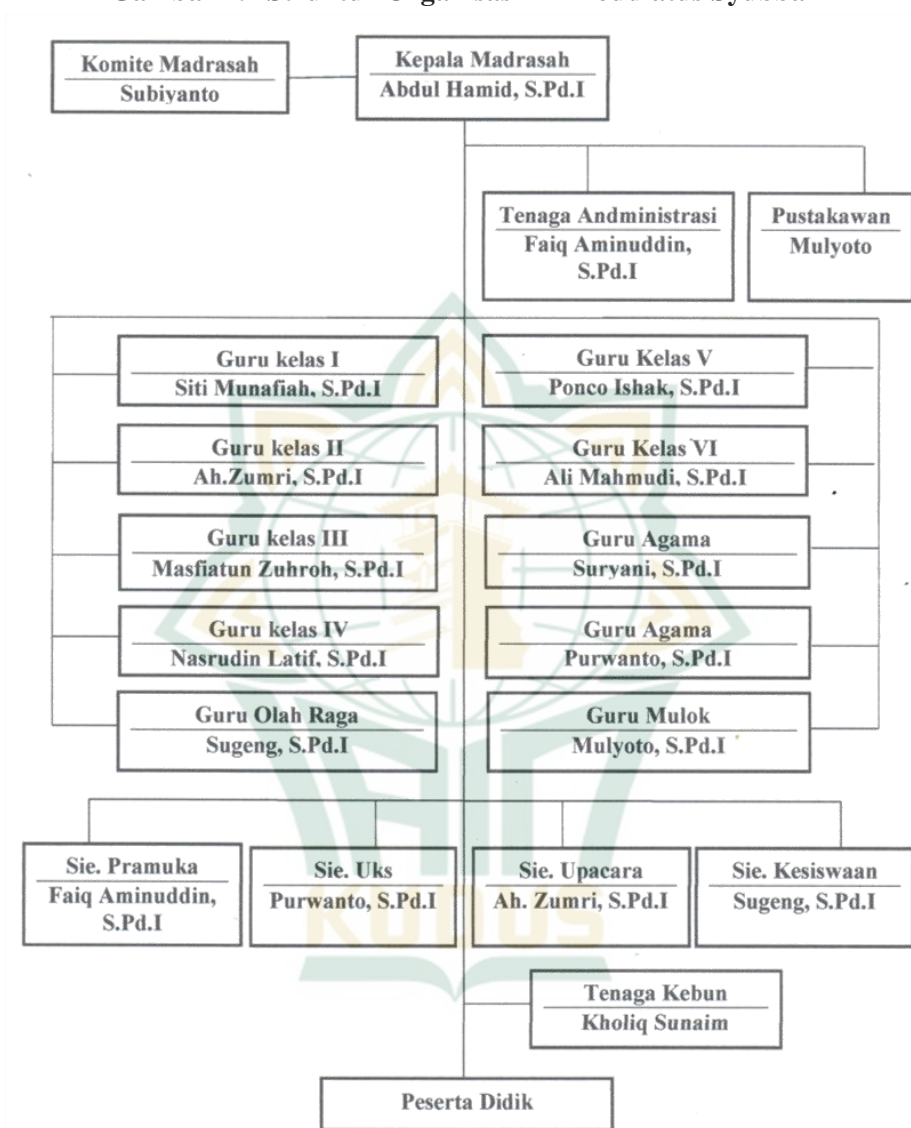 Komite Madrasah
Subiyanto
Kepala Madrasah
Abdul Hamid, S.Pd.I
Tenaga Andministrasi
Faiq Aminuddin,
S.Pd.I
Pustakawan
Mulyoto
Guru kelas I
Siti Munafiah, S.Pd.I
Guru Kelas V
Ponco Ishak, S.Pd.I
Guru kelas II
Ah.Zumri, S.Pd.I
Guru Kelas VI
Ali Mahmudi, S.Pd.I
Guru kelas III
Masfiatun Zuhroh, S.Pd.I
Guru Agama
Suryani, S.Pd.I
Guru kelas IV
Nasrudin Latif, S.Pd.I
Guru Agama
Purwanto, S.Pd.I
Guru Olah Raga
Sugeng, S.Pd.I
Guru Mulok
Mulyoto, S.Pd.I
Sie. Pramuka
Faiq Aminuddin,
S.Pd.I
Sie. Uks
Purwanto, S.Pd.I
Sie. Upacara
Ah. Zumri, S.Pd.I
Sie. Kesiswaan
Sugeng, S.Pd.I
KUDUS
Tenaga Kebun
Kholiq Sunaim
Peserta Didik